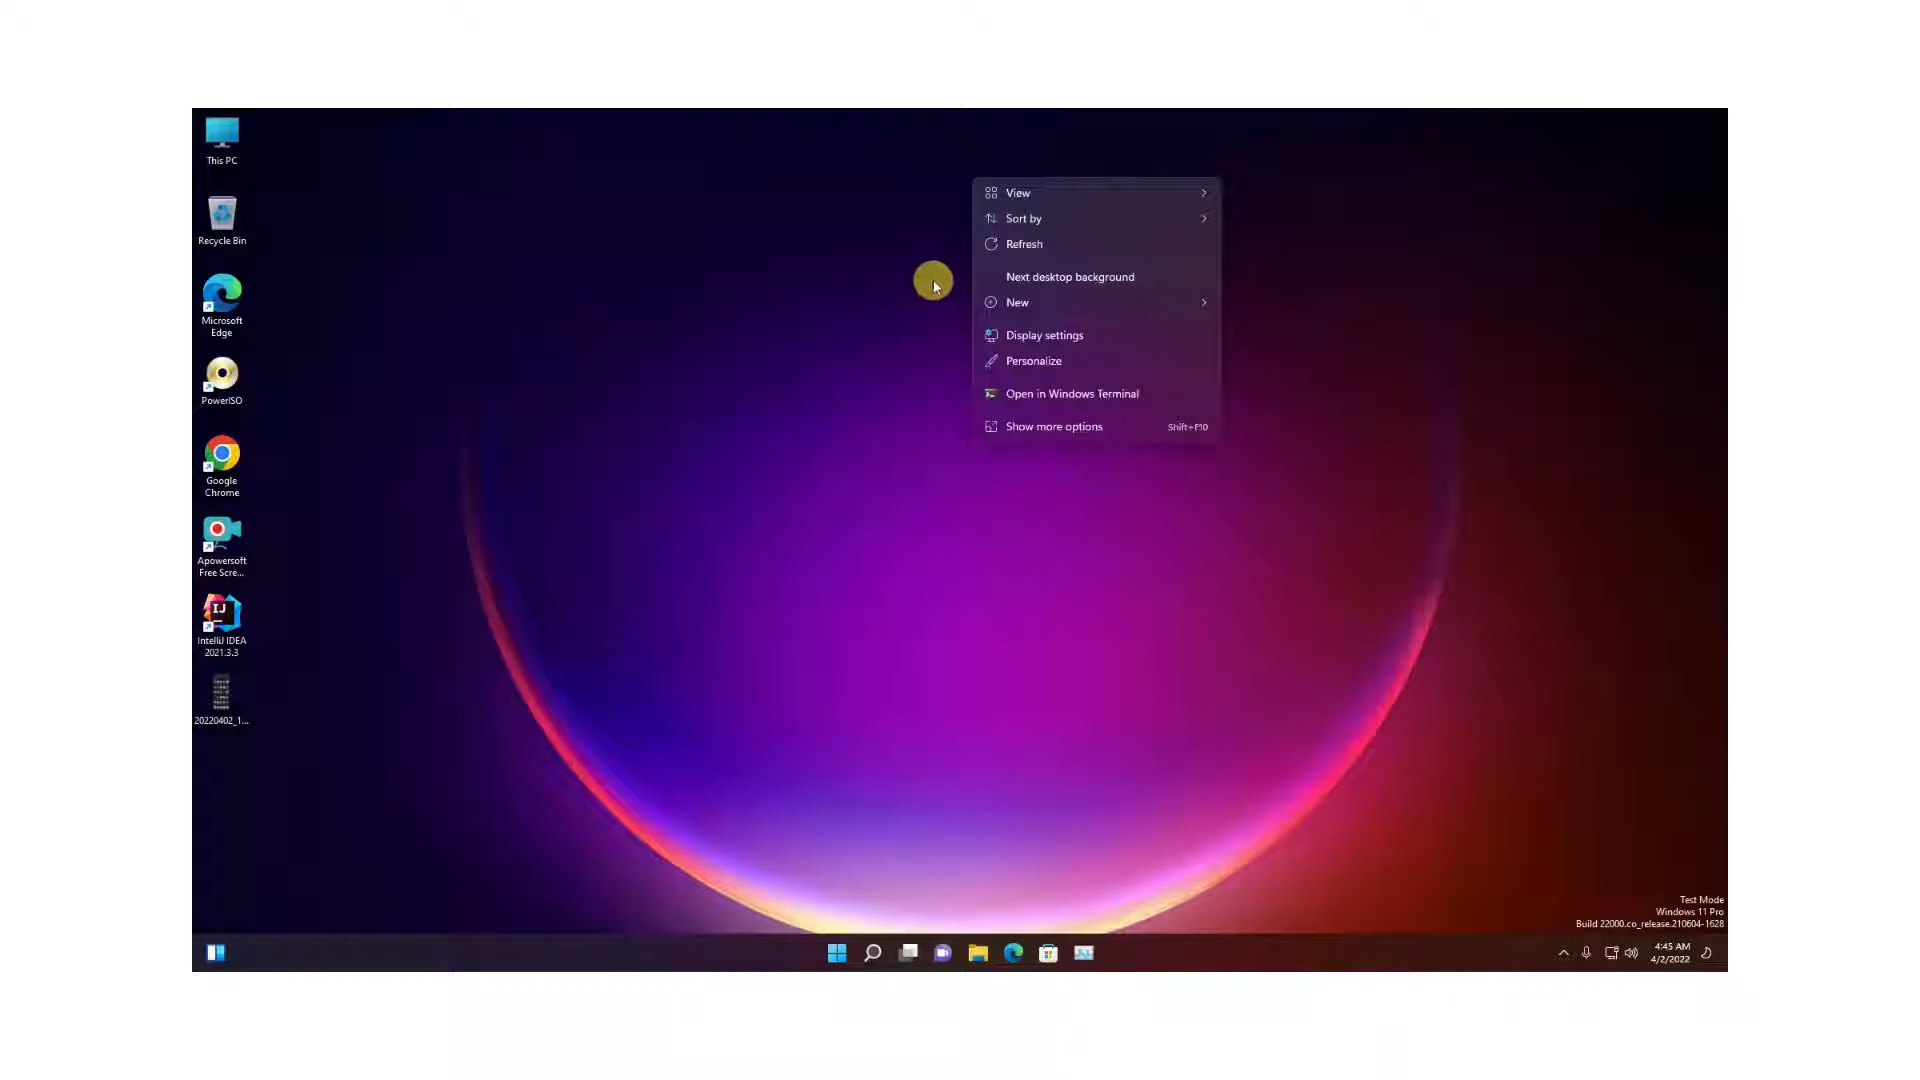 This PC
Recycle Bin
Microsoft
Edge
PowerISO
Google
Chrome
Apowersoft
Free Scre...
IJ
IntelliJ IDEA
2021.3.3
20220402_1...
View
Sort by
Refresh
Next desktop background
New
Display settings
Personalize
Open in Windows Terminal
Show more options Shift+F10
Test Mode
Windows 11 Pro
Build 22000.co_release.210604-1628
4:45 AM
4/2/2022